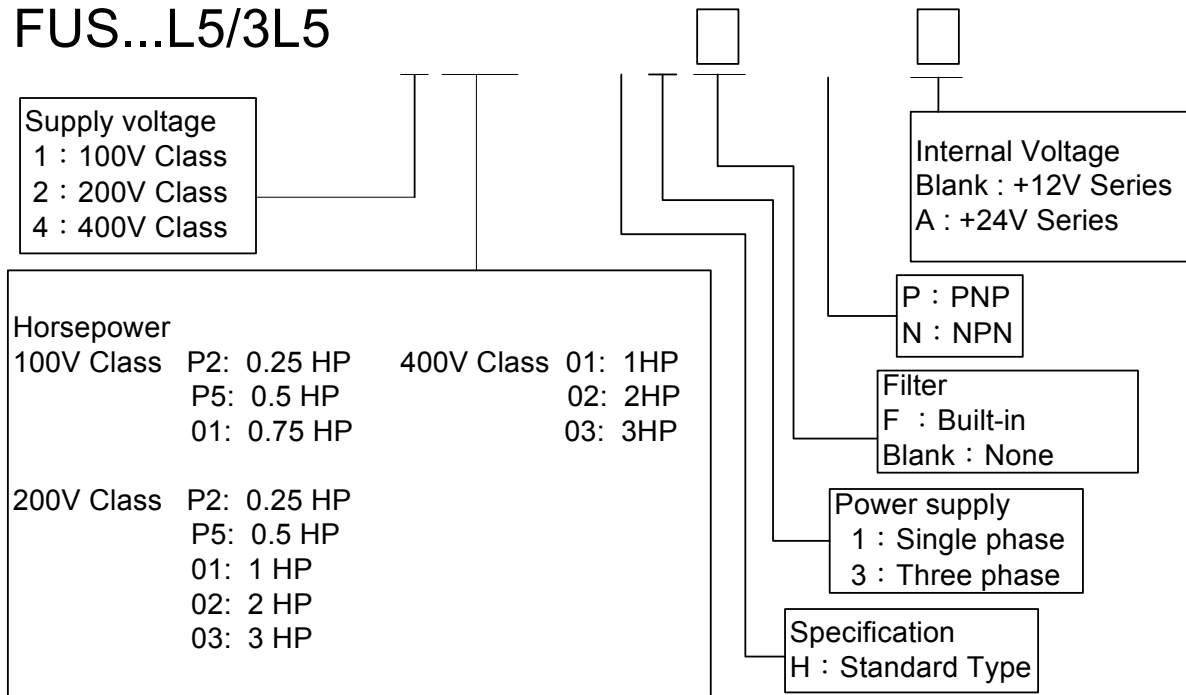 FUS...L5/3L5
Supply voltage
1：100V Class
2：200V Class
4：400V Class
Internal Voltage
Blank : +12V Series
A : +24V Series
P：PNP
N：NPN
Horsepower
100V Class P2: 0.25 HP 400V Class 01: 1HP
P5: 0.5 HP 02: 2HP
01: 0.75 HP 03: 3HP
Filter
F ：Built-in
Blank：None
200V Class P2: 0.25 HP
P5: 0.5 HP
01: 1 HP
02: 2 HP
03: 3 HP
Power supply
1：Single phase
3：Three phase
Specification
H：Standard Type